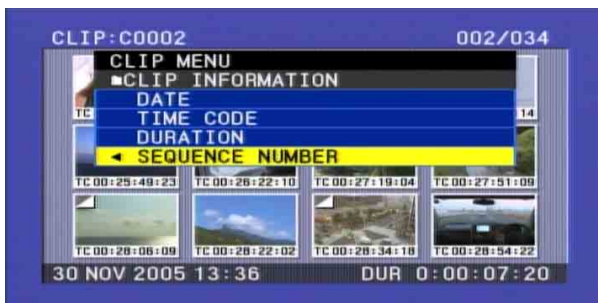 CLIP:C0002 002/034
CLIP MENU
CLIP INFORMATION
DATE
TC 14
TIME CODE
DURATION
SEQUENCE NUMBER
TC 00:25:49:23 TC 00:26:22:10 TC 00:27:19:04 TC 00:27:51:09
TC 00:28:06:09 TC 00:28:22:02 TC 00:28:34:18 TC 00:28:54:22
30 NOV 2005 13:36 DUR 0:00:07:20